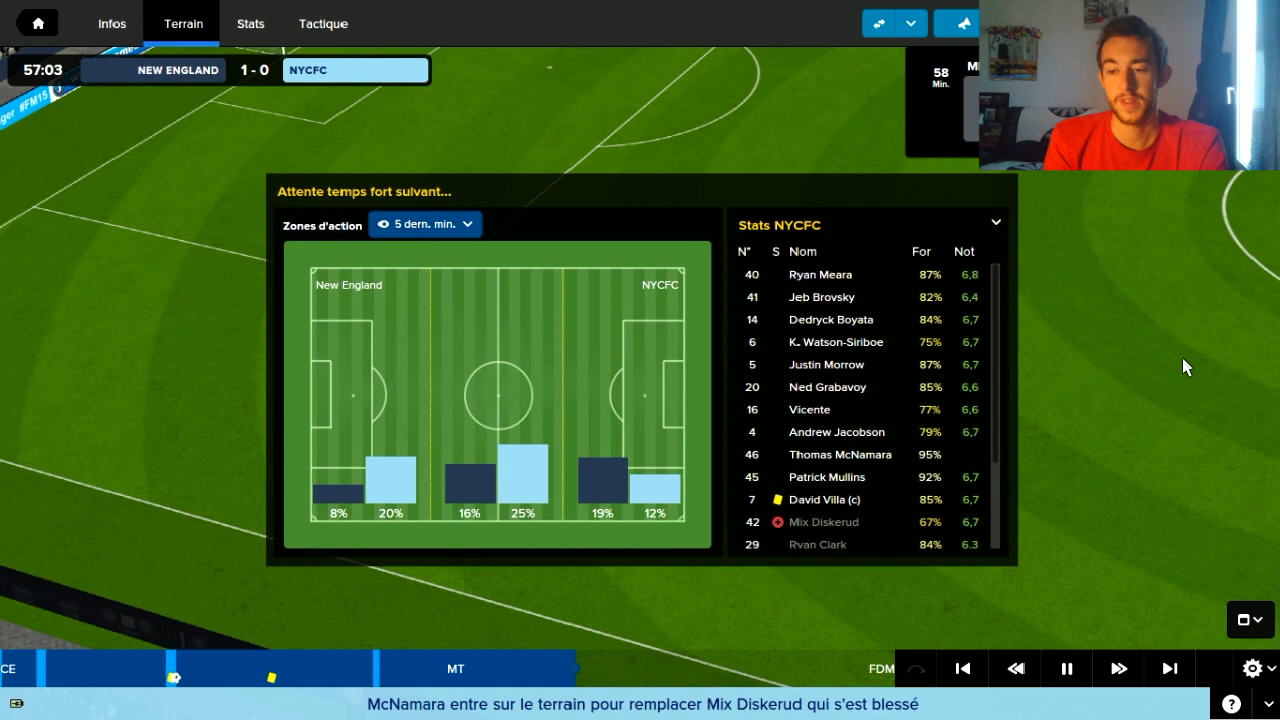 Infos Terrain Stats Tactique
57:03 NEW ENGLAND 1 - 0 NYCFC
58
Min.
ger #FM15
Attente temps fort suivant...
Zones d'action 5 dern. min.
New England NYCFC
8% 20% 16% 25% 19% 12%
Stats NYCFC
N° S Nom For Not
40 Ryan Meara 87% 6,8
41 Jeb Brovsky 82% 6,4
14 Dedryck Boyata 84% 6,7
6 K. Watson-Siriboe 75% 6,7
5 Justin Morrow 87% 6,7
20 Ned Grabavoy 85% 6,6
16 Vicente 77% 6,6
4 Andrew Jacobson 79% 6,7
46 Thomas McNamara 95%
45 Patrick Mullins 92% 6,7
7 David Villa (c) 85% 6,7
42 Mix Diskerud 67% 6,7
29 Ryan Clark 84% 6.3
CE MT FDM
McNamara entre sur le terrain pour remplacer Mix Diskerud qui s'est blessé